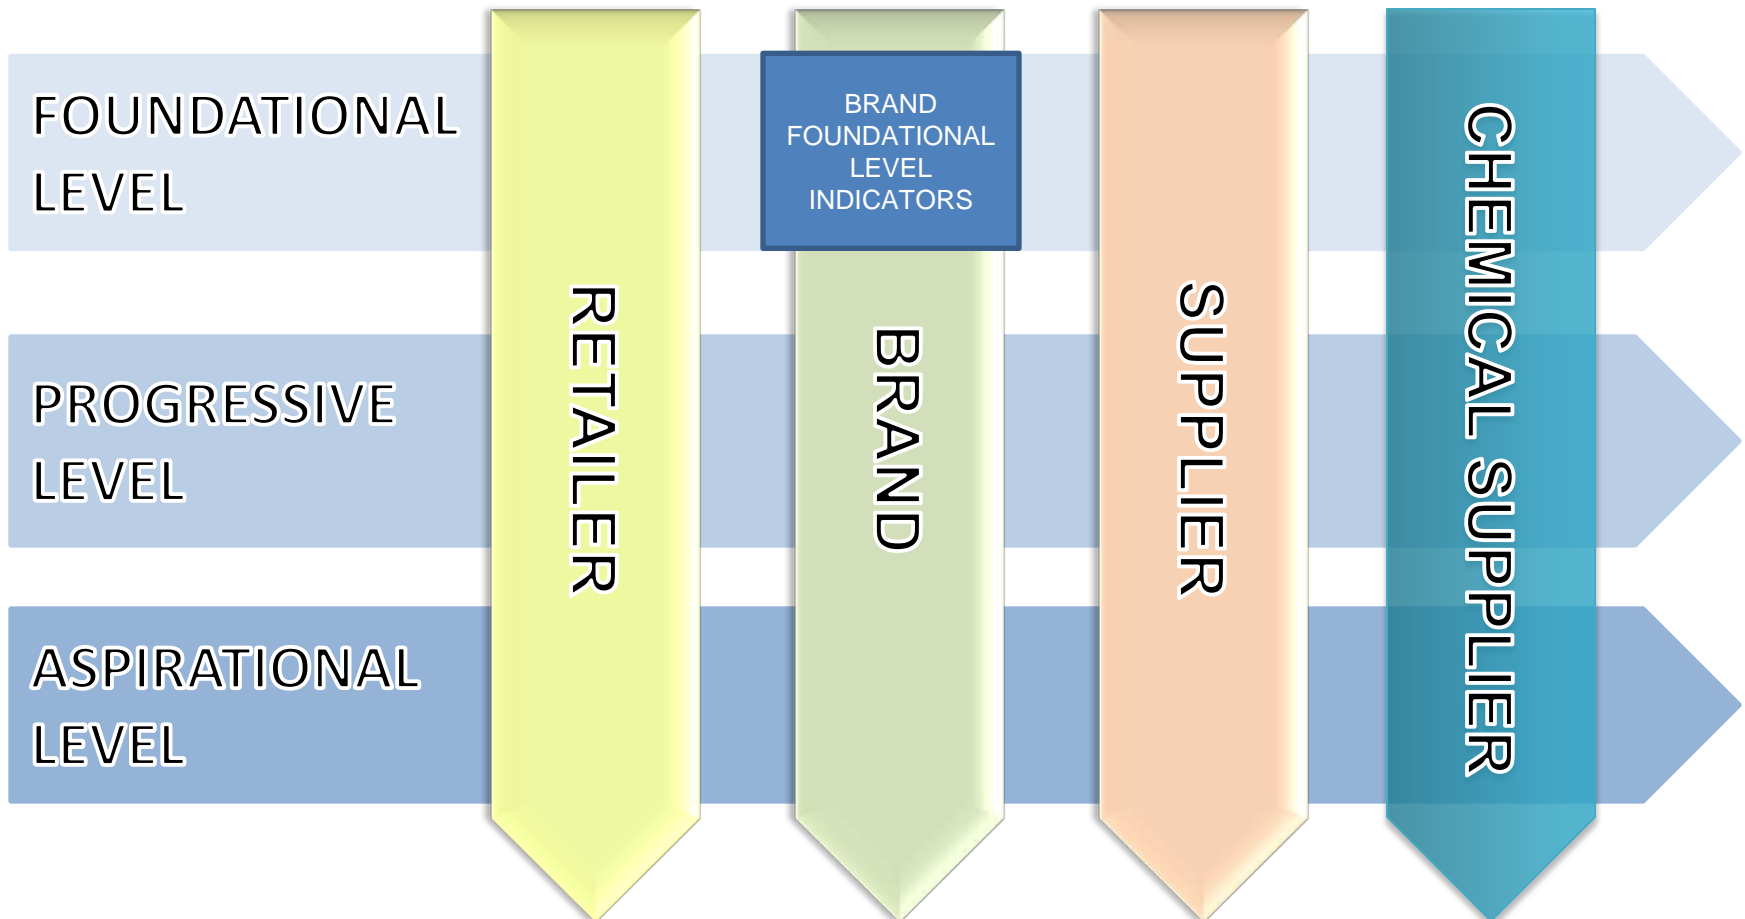 FOUNDATIONAL
LEVEL
BRAND
FOUNDATIONAL
LEVEL
INDICATORS
PROGRESSIVE
LEVEL
ASPIRATIONAL
LEVEL
RETAILER
BRAND
SUPPLIER
CHEMICAL SUPPLIER